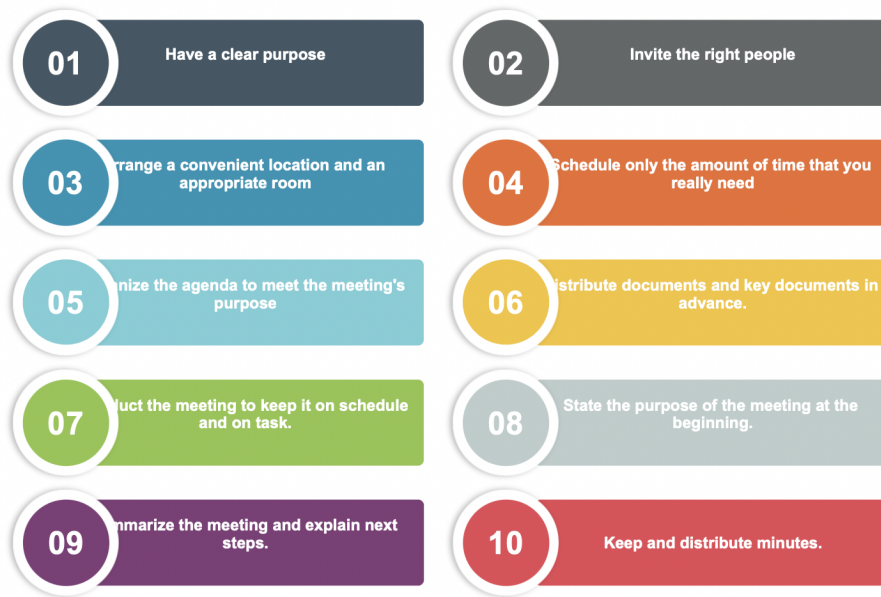 01
Have a clear purpose
02
Invite the right people
03
rrange a convenient location and an
appropriate room
04
Schedule only the amount of time that you
really need
05
nize the agenda to meet the meeting's
purpose
06
istribute documents and key documents in
advance.
07
duct the meeting to keep it on schedule
and on task.
08
State the purpose of the meeting at the
beginning.
09
mmarize the meeting and explain next
steps.
10
Keep and distribute minutes.